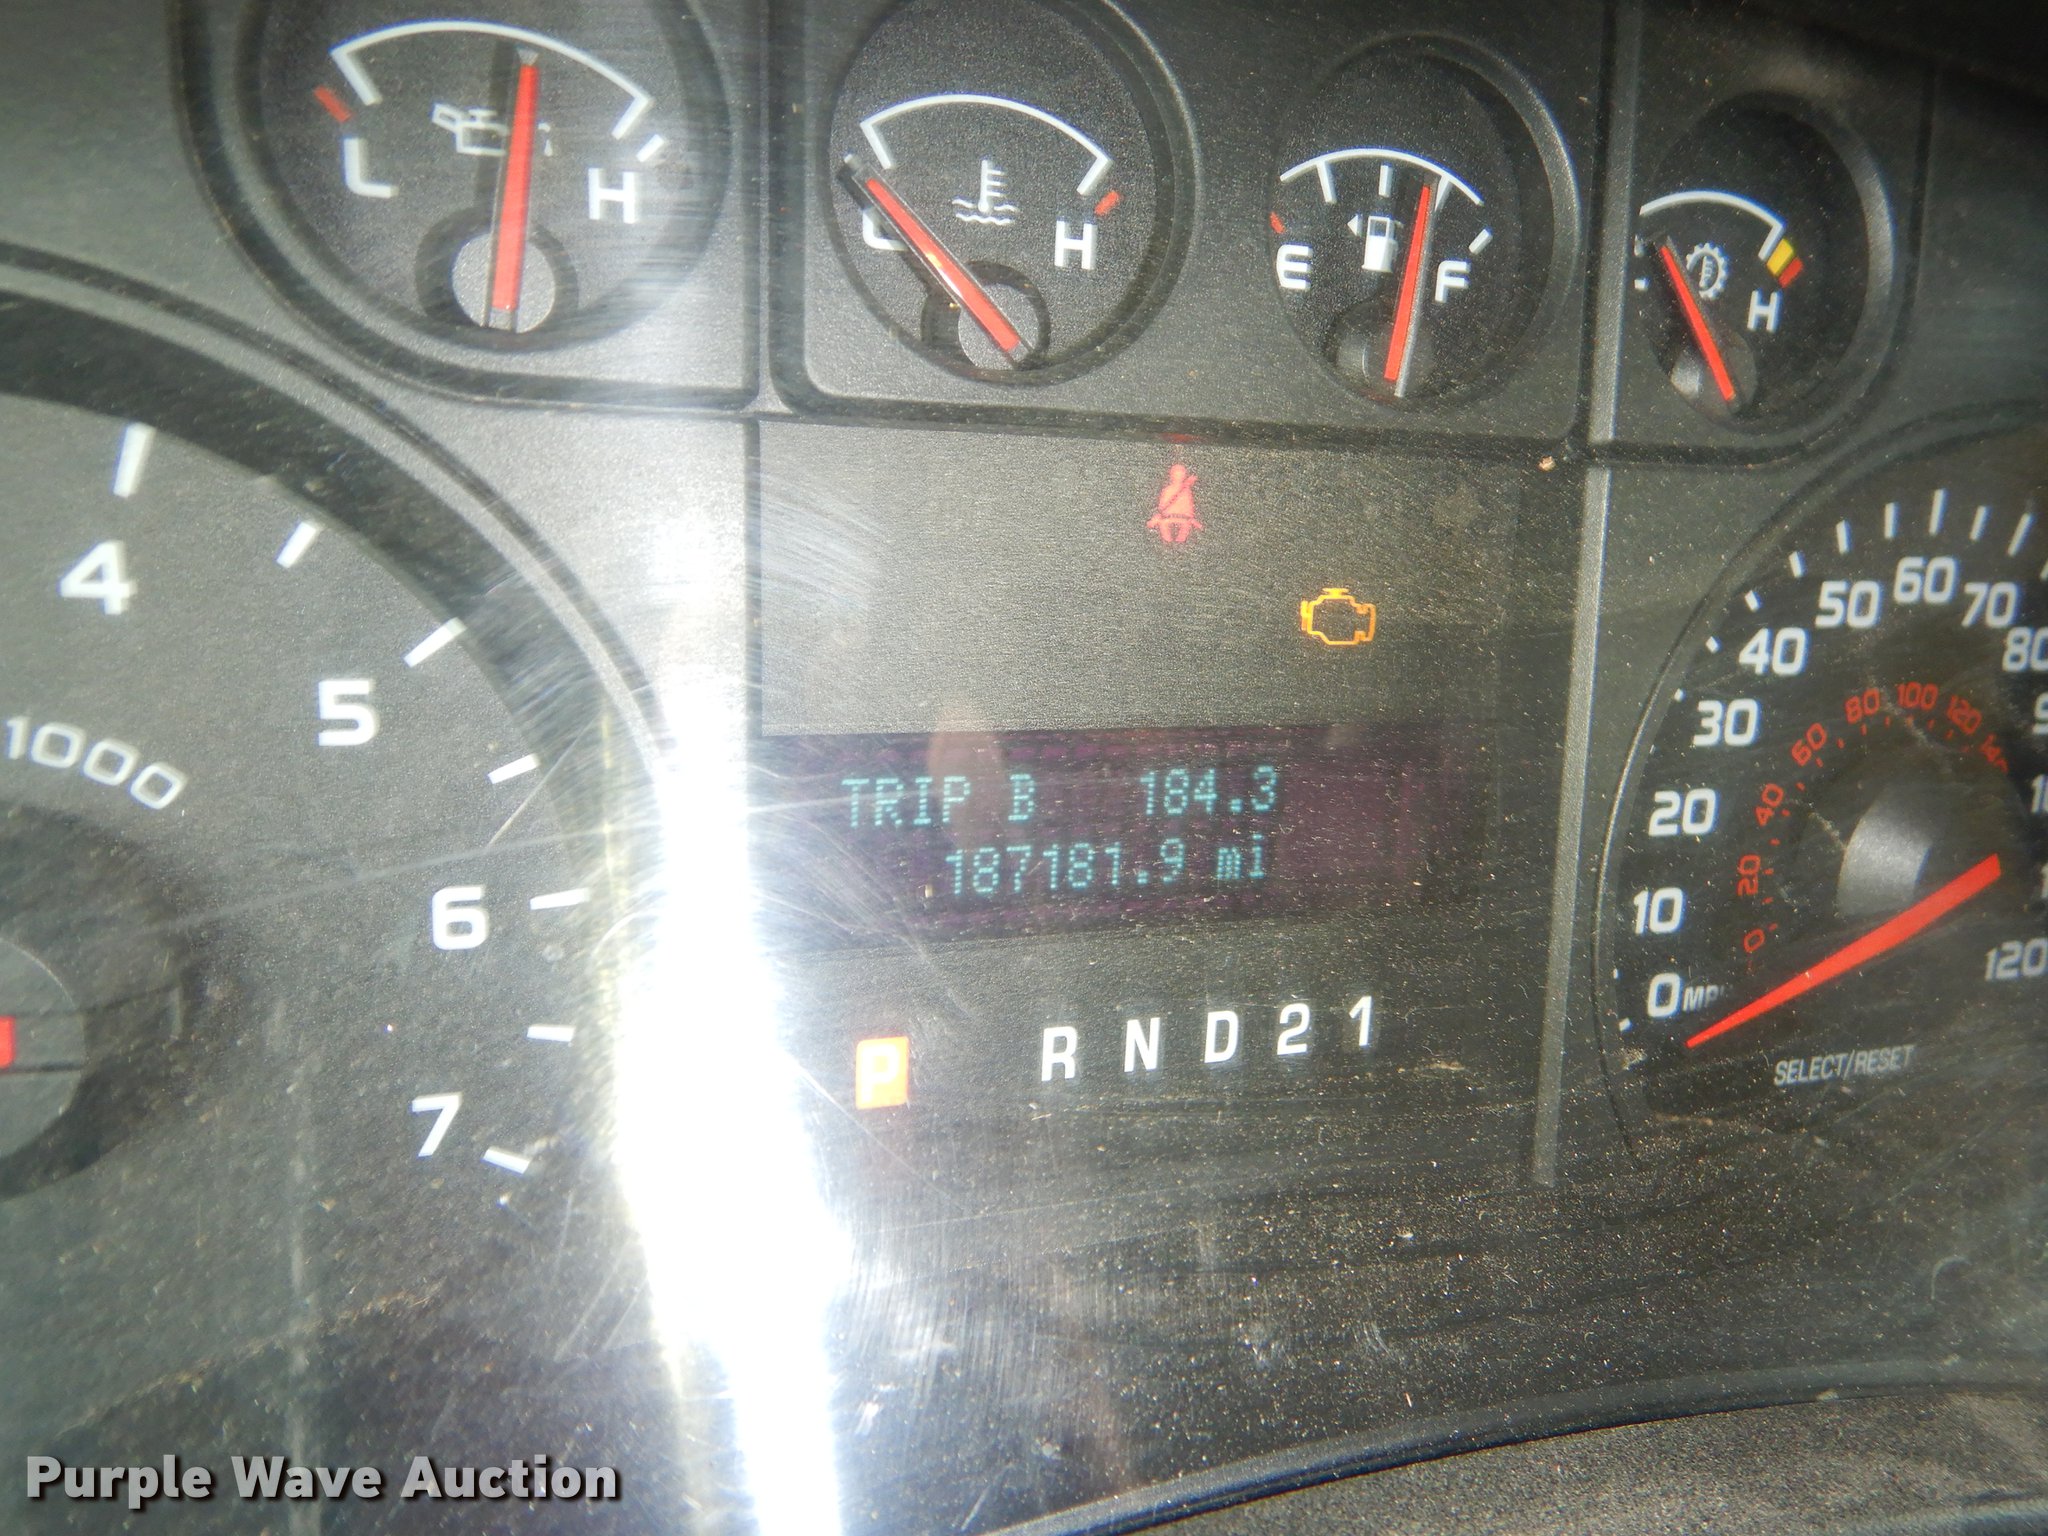 L H
H
E F
H
4
5
1000
6
7
TRIP B 184.3
187181.9 mi
P R N D 2 1
0 10 20 30 40 50 60 70 80
120
0 20 40 60 80 100 120
SELECT/RESET
Purple Wave Auction